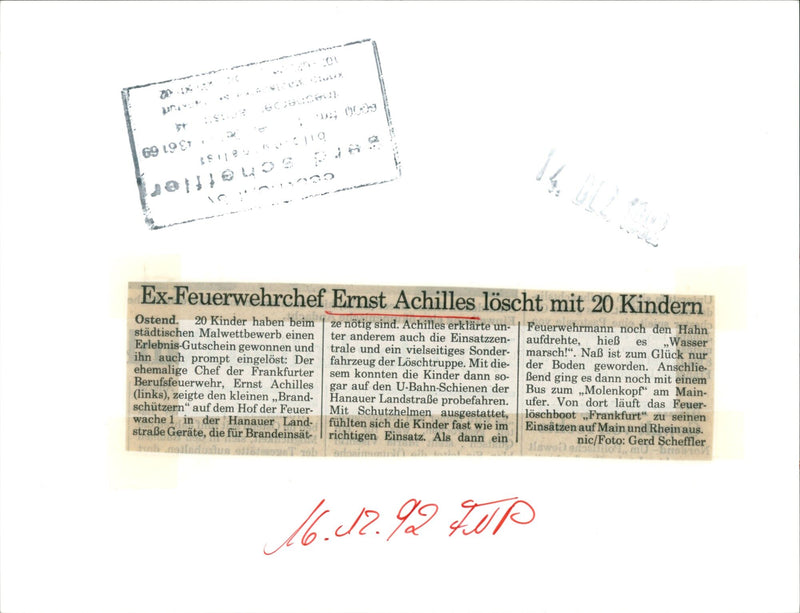 gerd scheffler
14. DEZ. 1992
Ex-Feuerwehrchef Ernst Achilles löscht mit 20 Kindern
Ostend. 20 Kinder haben beim
städtischen Malwettbewerb einen
Erlebnis-Gutschein gewonnen und
ihn auch prompt eingelöst: Der
ehemalige Chef der Frankfurter
Berufsfeuerwehr, Ernst Achilles
(links), zeigte den kleinen „Brand-
schützern“ auf dem Hof der Feuer-
wache 1 in der Hanauer Land-
straße Geräte, die für Brandeinsät-
ze nötig sind. Achilles erklärte un-
ter anderem auch die Einsatzzen-
trale und ein vielseitiges Sonder-
fahrzeug der Löschtruppe. Mit die-
sem konnten die Kinder dann so-
gar auf den U-Bahn-Schienen der
Hanauer Landstraße probefahren.
Mit Schutzhelmen ausgestattet,
fühlten sich die Kinder fast wie im
richtigen Einsatz. Als dann ein
Feuerwehrmann noch den Hahn
aufdrehte, hieß es „Wasser
marsch!“. Naß ist zum Glück nur
der Boden geworden. Anschlie-
ßend ging es dann noch mit einem
Bus zum „Molenkopf“ am Main-
ufer. Von dort läuft das Feuer-
löschboot „Frankfurt“ zu seinen
Einsätzen auf Main und Rhein aus.
nic/Foto: Gerd Scheffler
16.12.92 FNP